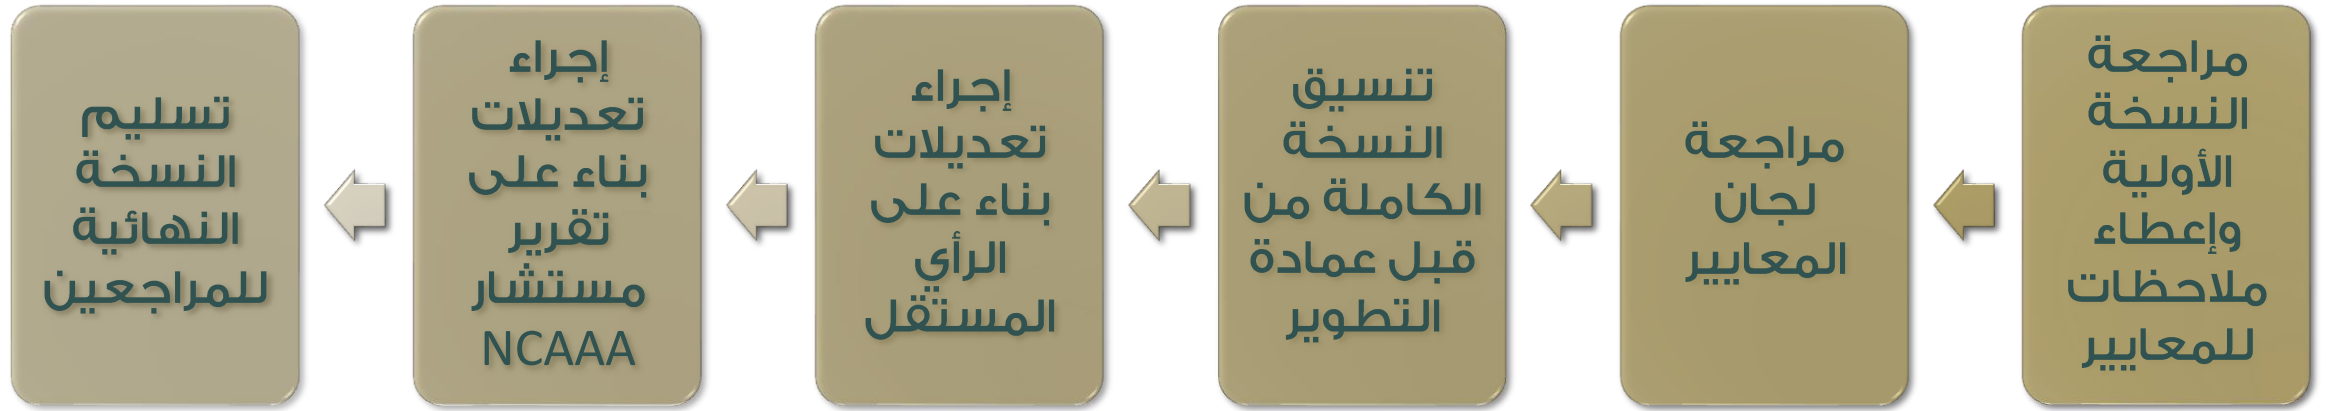 مراجعة
النسخة
الأولية
وإعطاء
ملاحظات
للمعايير
مراجعة
لجان
المعايير
تنسيق
النسخة
الكاملة من
قبل عمادة
التطوير
إجراء
تعديلات
بناء على
الرأي
المستقل
إجراء
تعديلات
بناء على
تقرير
مستشار
NCAAA
تسليم
النسخة
النهائية
للمراجعين